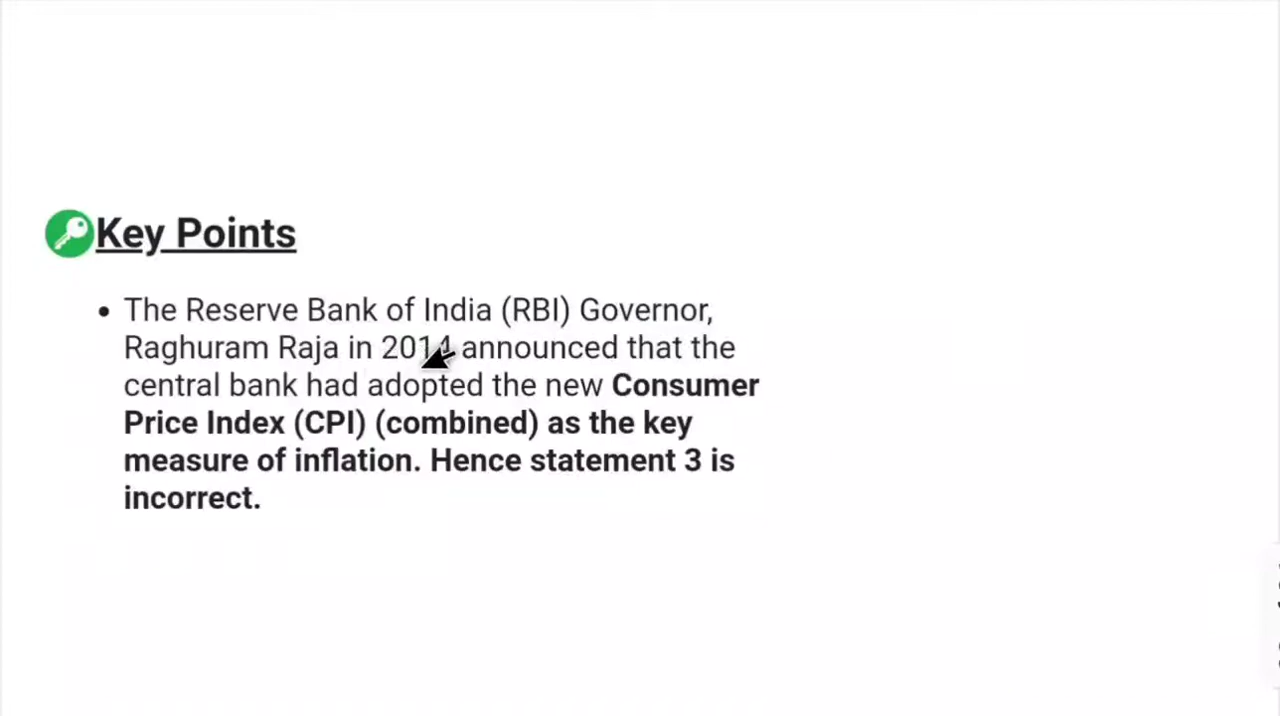 Key Points
The Reserve Bank of India (RBI) Governor,
Raghuram Raja in 2014 announced that the
central bank had adopted the new Consumer
Price Index (CPI) (combined) as the key
measure of inflation. Hence statement 3 is
incorrect.